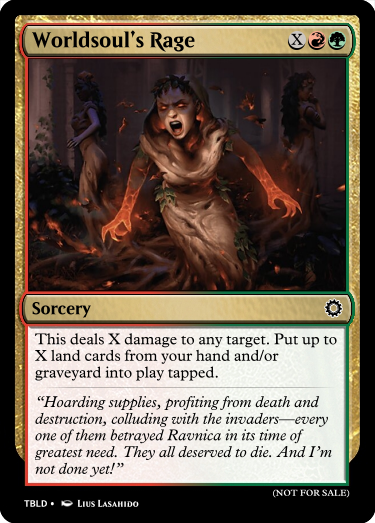 Worldsoul's Rage X
Sorcery
This deals X damage to any target. Put up to
X land cards from your hand and/or
graveyard into play tapped.
“Hoarding supplies, profiting from death and
destruction, colluding with the invaders—every
one of them betrayed Ravnica in its time of
greatest need. They all deserved to die. And I'm
not done yet!”
(NOT FOR SALE)
TBLD • Lius Lasahido